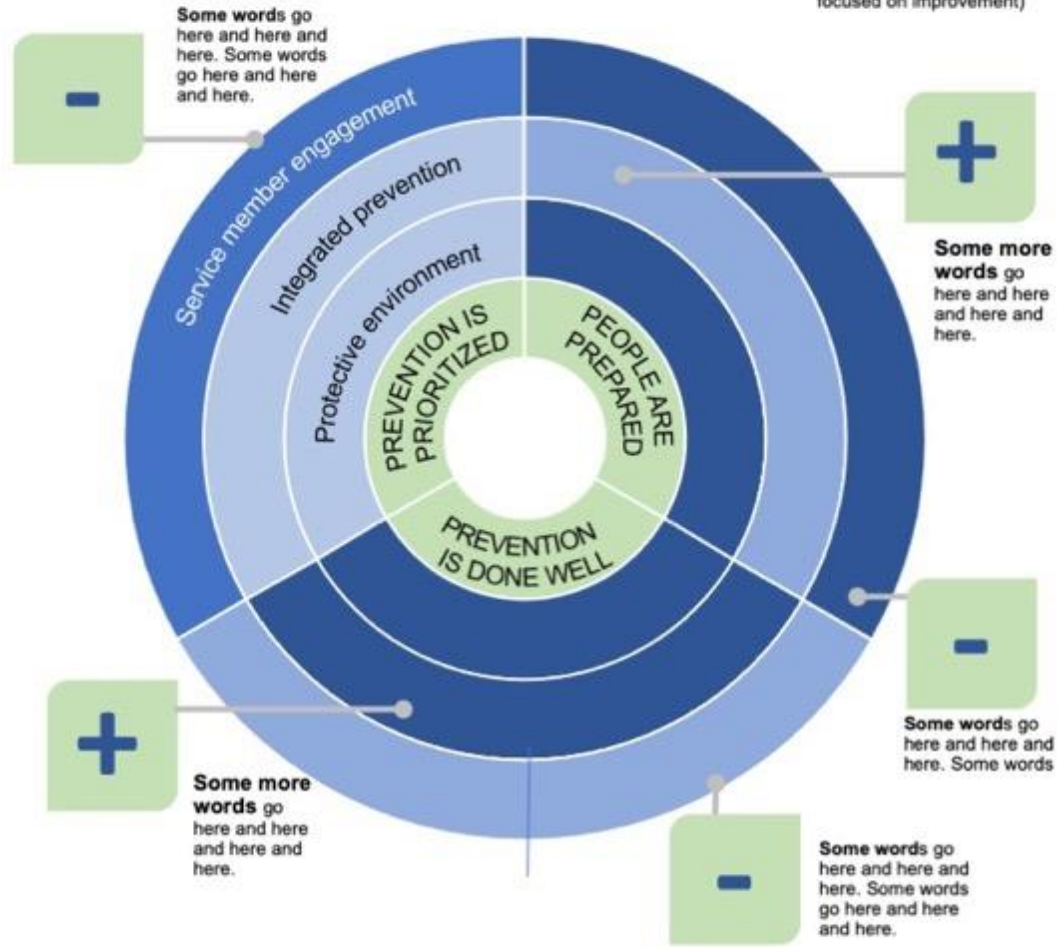 focused on improvement)
Some words go
here and here and
here. Some words
go here and here
and here.
-
+
Some more
words go
here and here
and here and
here.
Service member engagement
Integrated prevention
Protective environment
PREVENTION IS
PRIORITIZED
PEOPLE ARE
PREPARED
PREVENTION
IS DONE WELL
-
Some words go
here and here and
here. Some words
+
Some more
words go
here and here
and here and
here.
-
Some words go
here and here and
here. Some words
go here and here
and here.